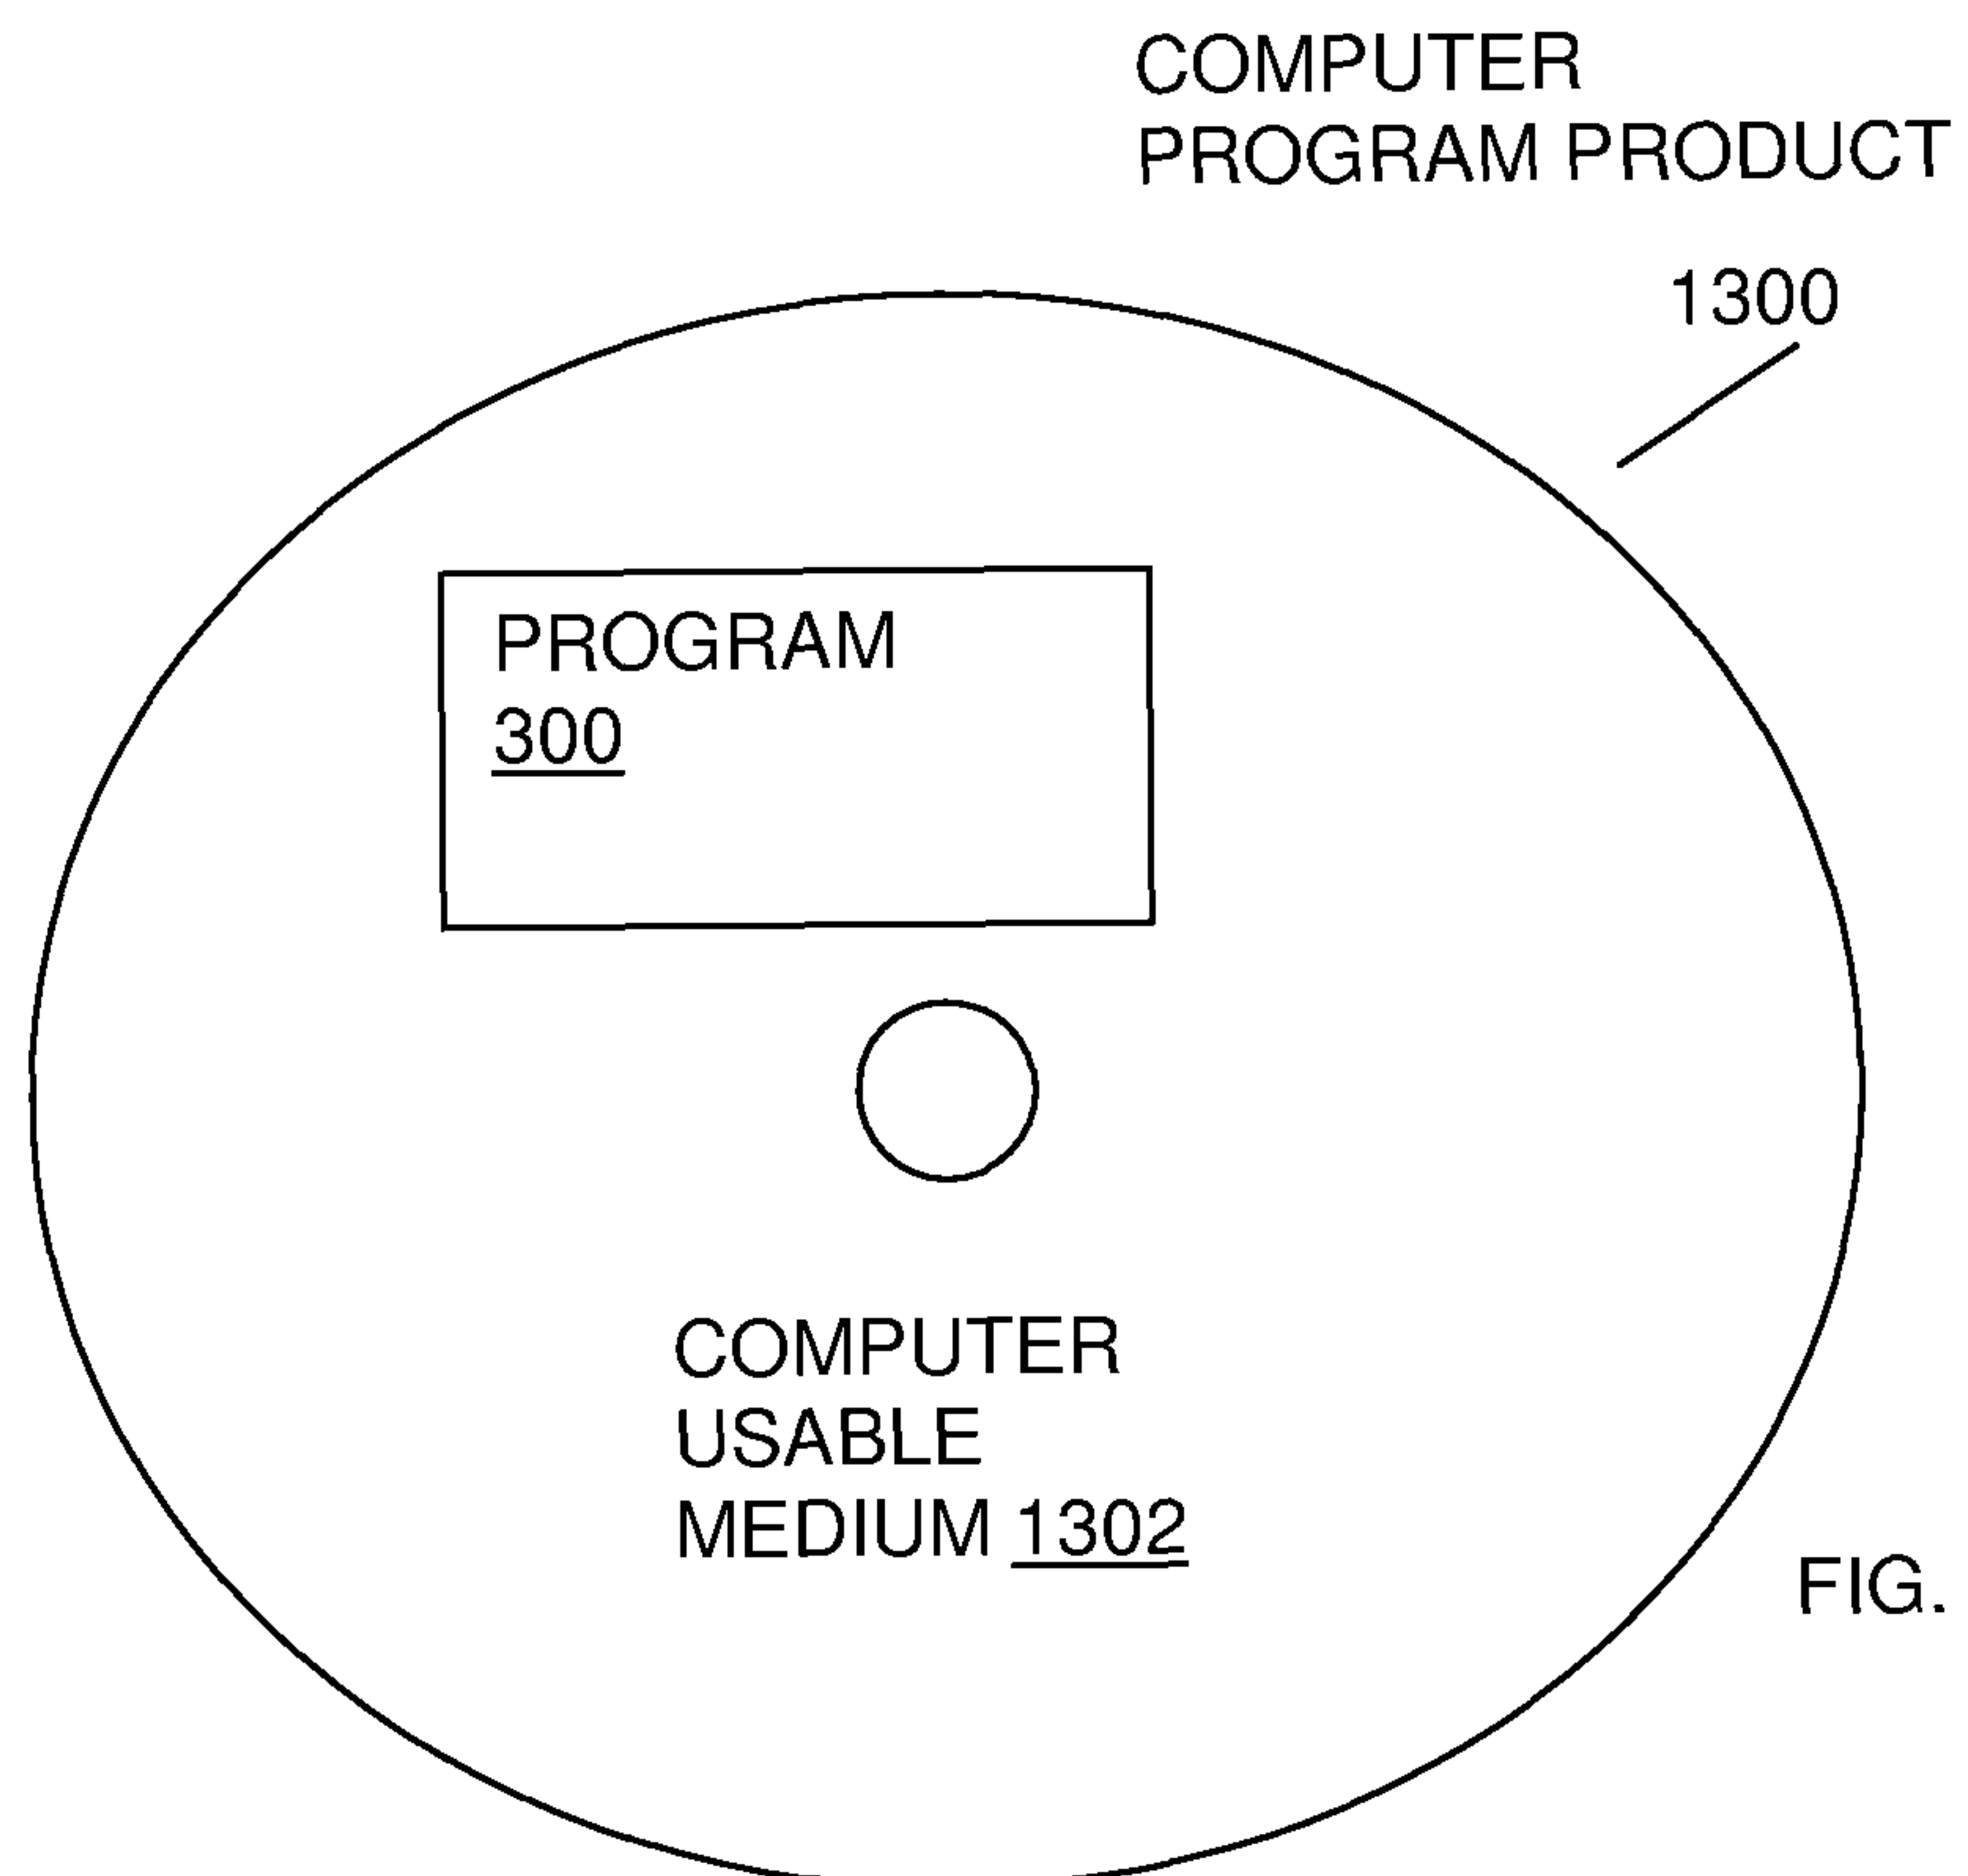 COMPUTER
PROGRAM PRODUCT
1300
PROGRAM
300
COMPUTER
USABLE
MEDIUM 1302
FIG.